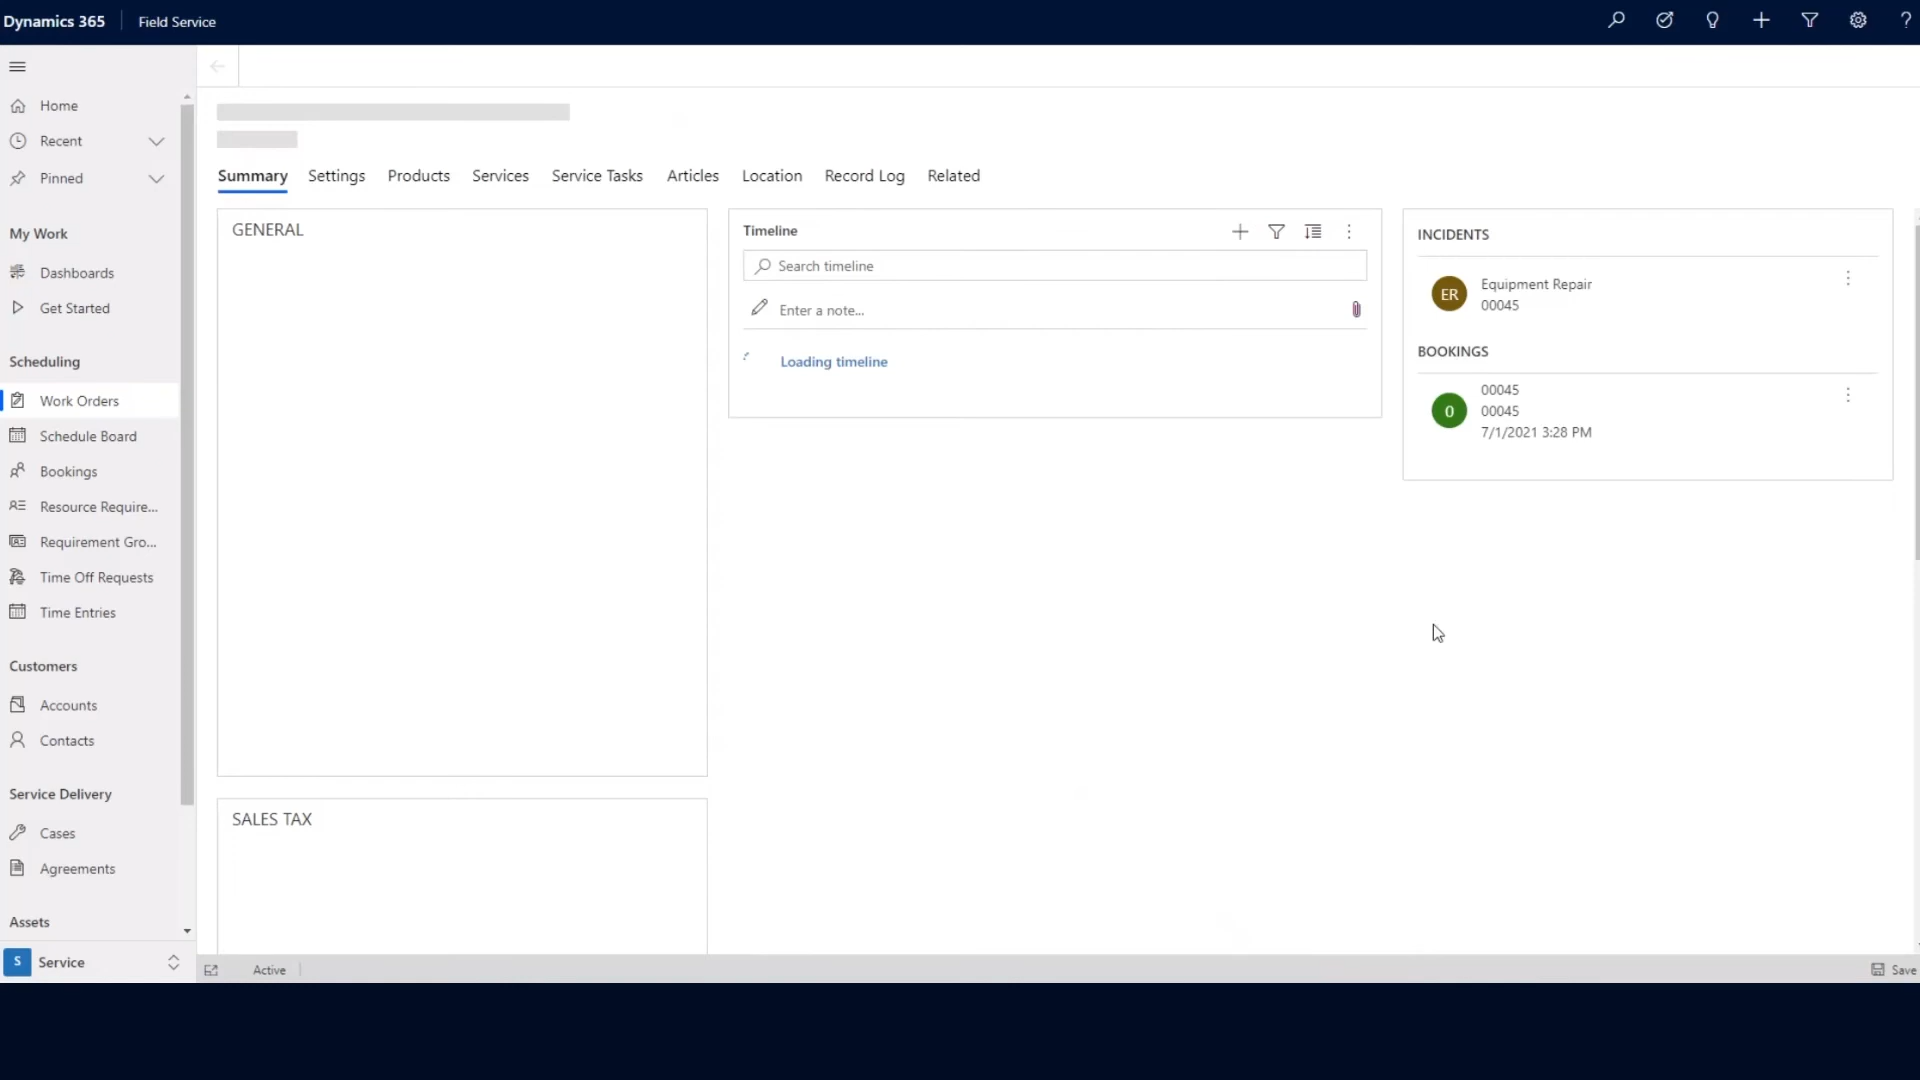 Dynamics 365
Field Service
Home
Recent
Pinned
My Work
Dashboards
Get Started
Scheduling
Work Orders
Schedule Board
Bookings
Resource Require...
Requirement Gro...
Time Off Requests
Time Entries
Customers
Accounts
Contacts
Service Delivery
Cases
Agreements
Assets
S Service
Summary Settings Products Services Service Tasks Articles Location Record Log Related
GENERAL
SALES TAX
Timeline
Search timeline
Enter a note...
Loading timeline
INCIDENTS
ER
Equipment Repair
00045
BOOKINGS
0
00045
00045
7/1/2021 3:28 PM
Active
Save